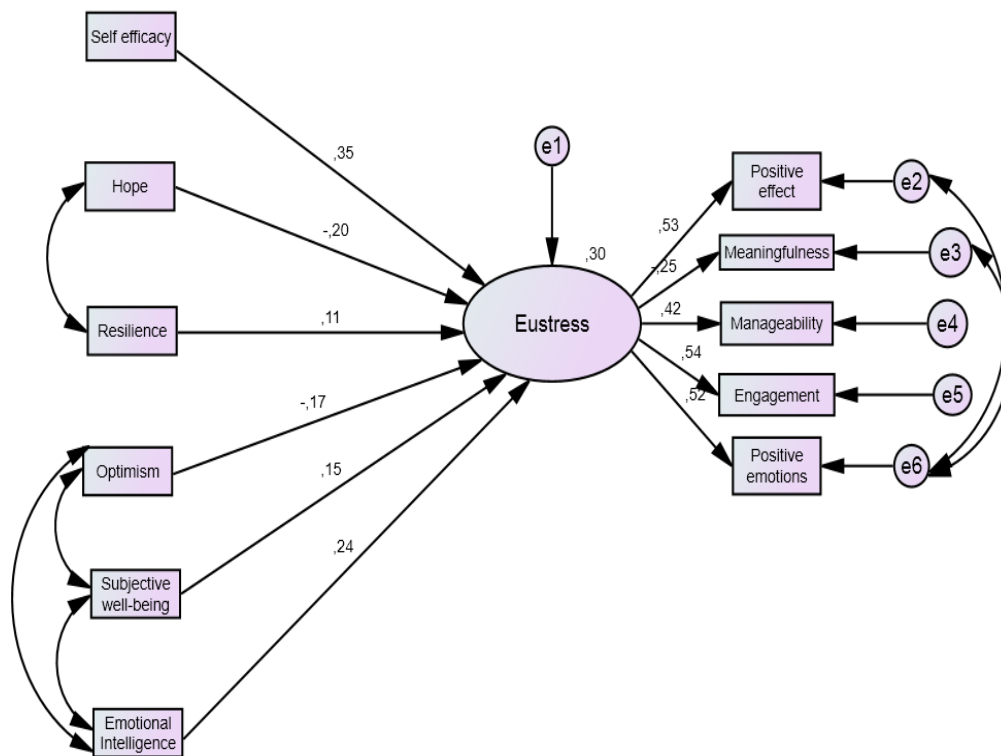 Self efficacy
,35
Hope
-,20
Resilience
,11
Optimism
-,17
Subjective
well-being
,15
Emotional
Intelligence
,24
e1
,30
Eustress
,53
-,25
,42
,54
,52
Positive
effect
Meaningfulness
Manageability
Engagement
Positive
emotions
e2
e3
e4
e5
e6